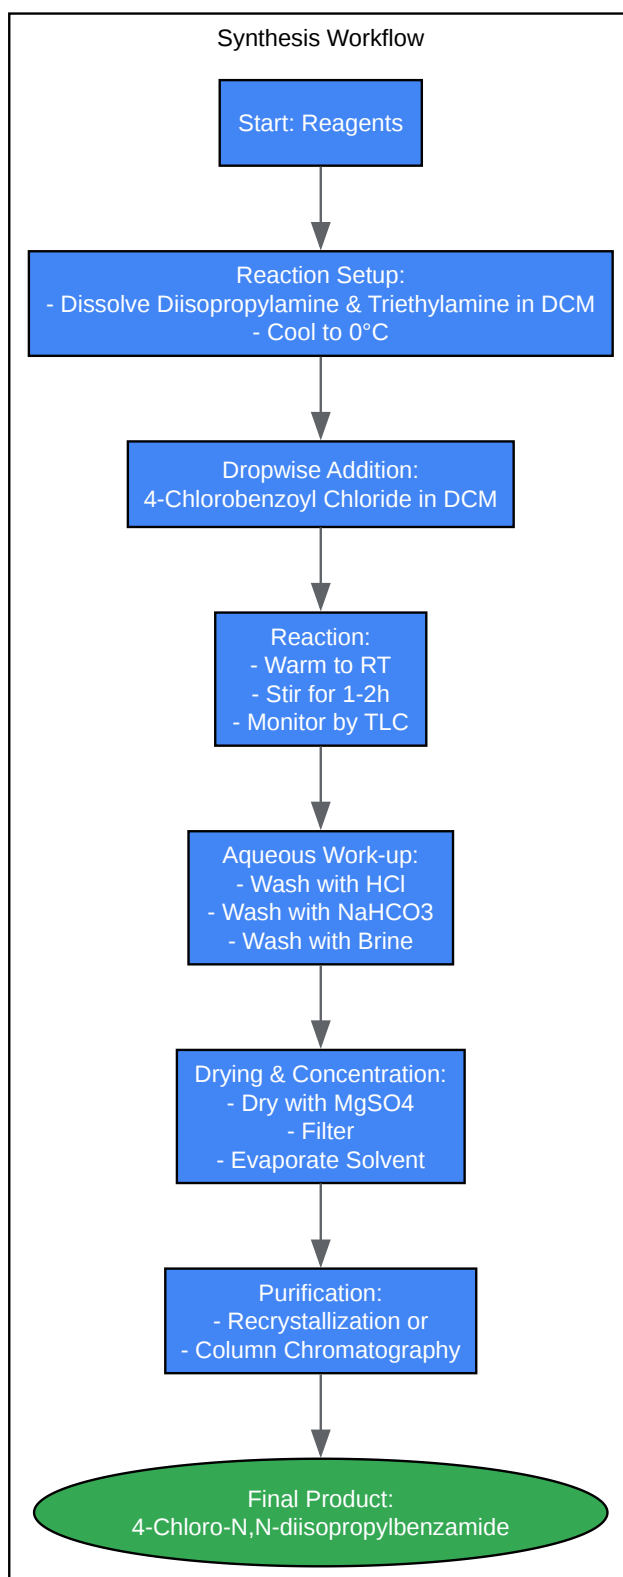 Synthesis Workflow
Start: Reagents
Reaction Setup:
- Dissolve Diisopropylamine & Triethylamine in DCM
- Cool to 0°C
Dropwise Addition:
4-Chlorobenzoyl Chloride in DCM
Reaction:
- Warm to RT
- Stir for 1-2h
- Monitor by TLC
Aqueous Work-up:
- Wash with HCl
- Wash with NaHCO3
- Wash with Brine
Drying & Concentration:
- Dry with MgSO4
- Filter
- Evaporate Solvent
Purification:
- Recrystallization or
- Column Chromatography
Final Product:
4-Chloro-N,N-diisopropylbenzamide